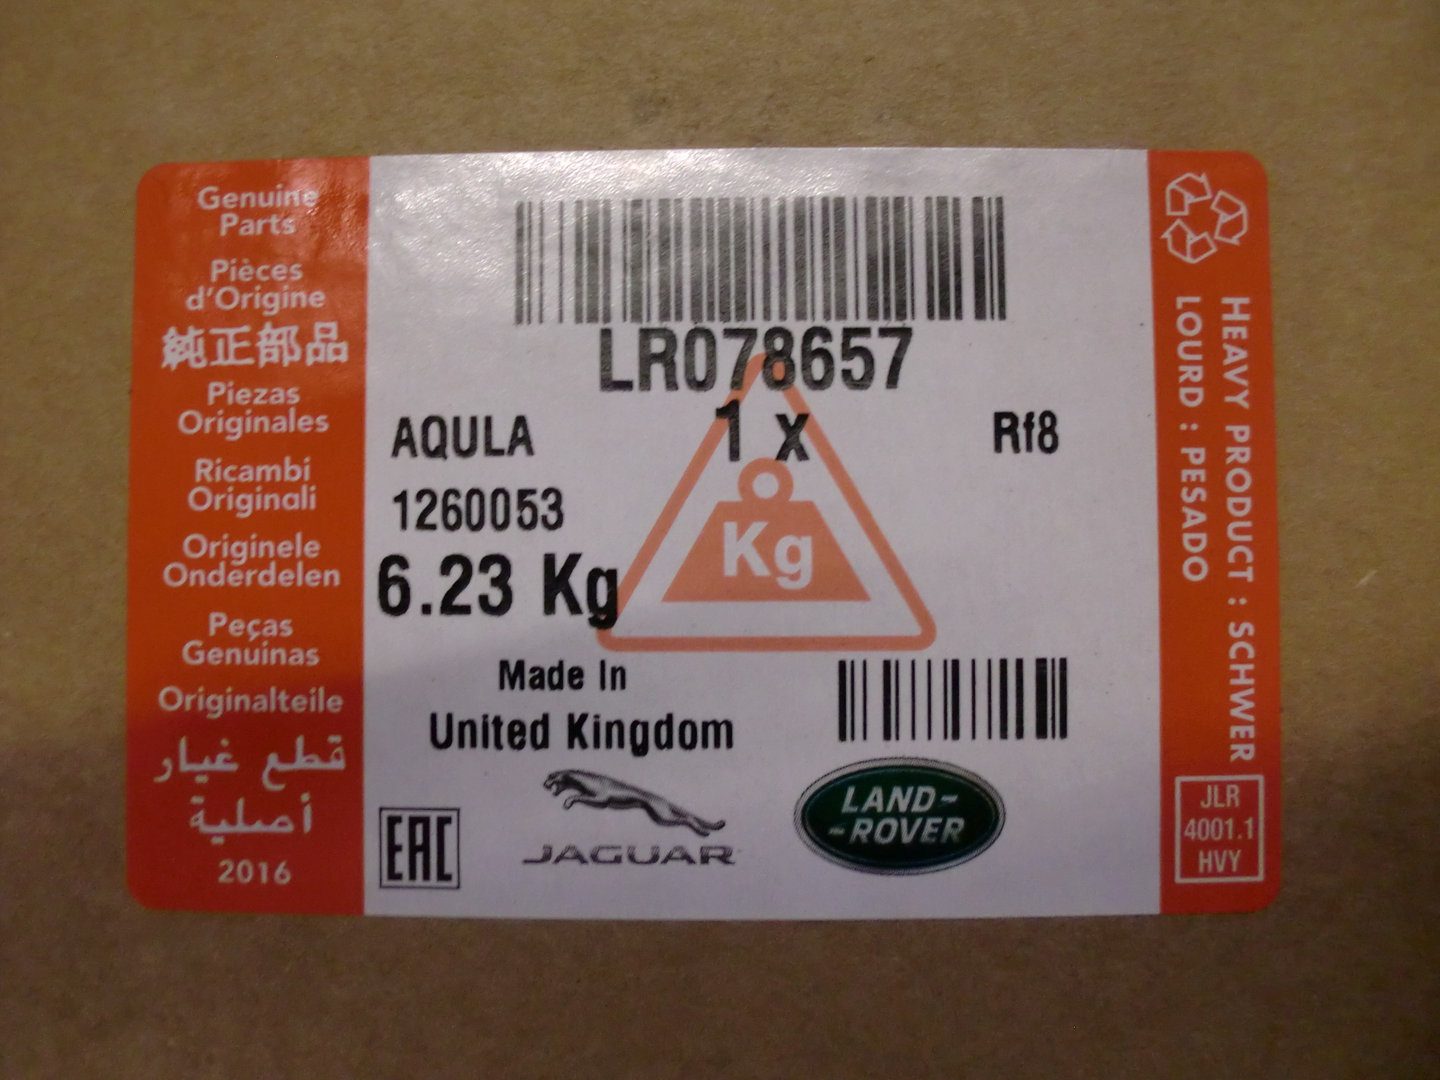 Genuine
Parts
Pièces
d'Origine
純正部品
Piezas
Originales
Ricambi
Originali
Originele
Onderdelen
Peças
Genuinas
Originalteile
قطع غيار
أصلية
2016
LR078657
1 x
AQULA
Rf8
1260053
6.23 Kg
Kg
Made In
United Kingdom
EAC
JAGUAR
LAND-
-ROVER
HEAVY PRODUCT : SCHWER
LOURD : PESADO
JLR
4001.1
HVY